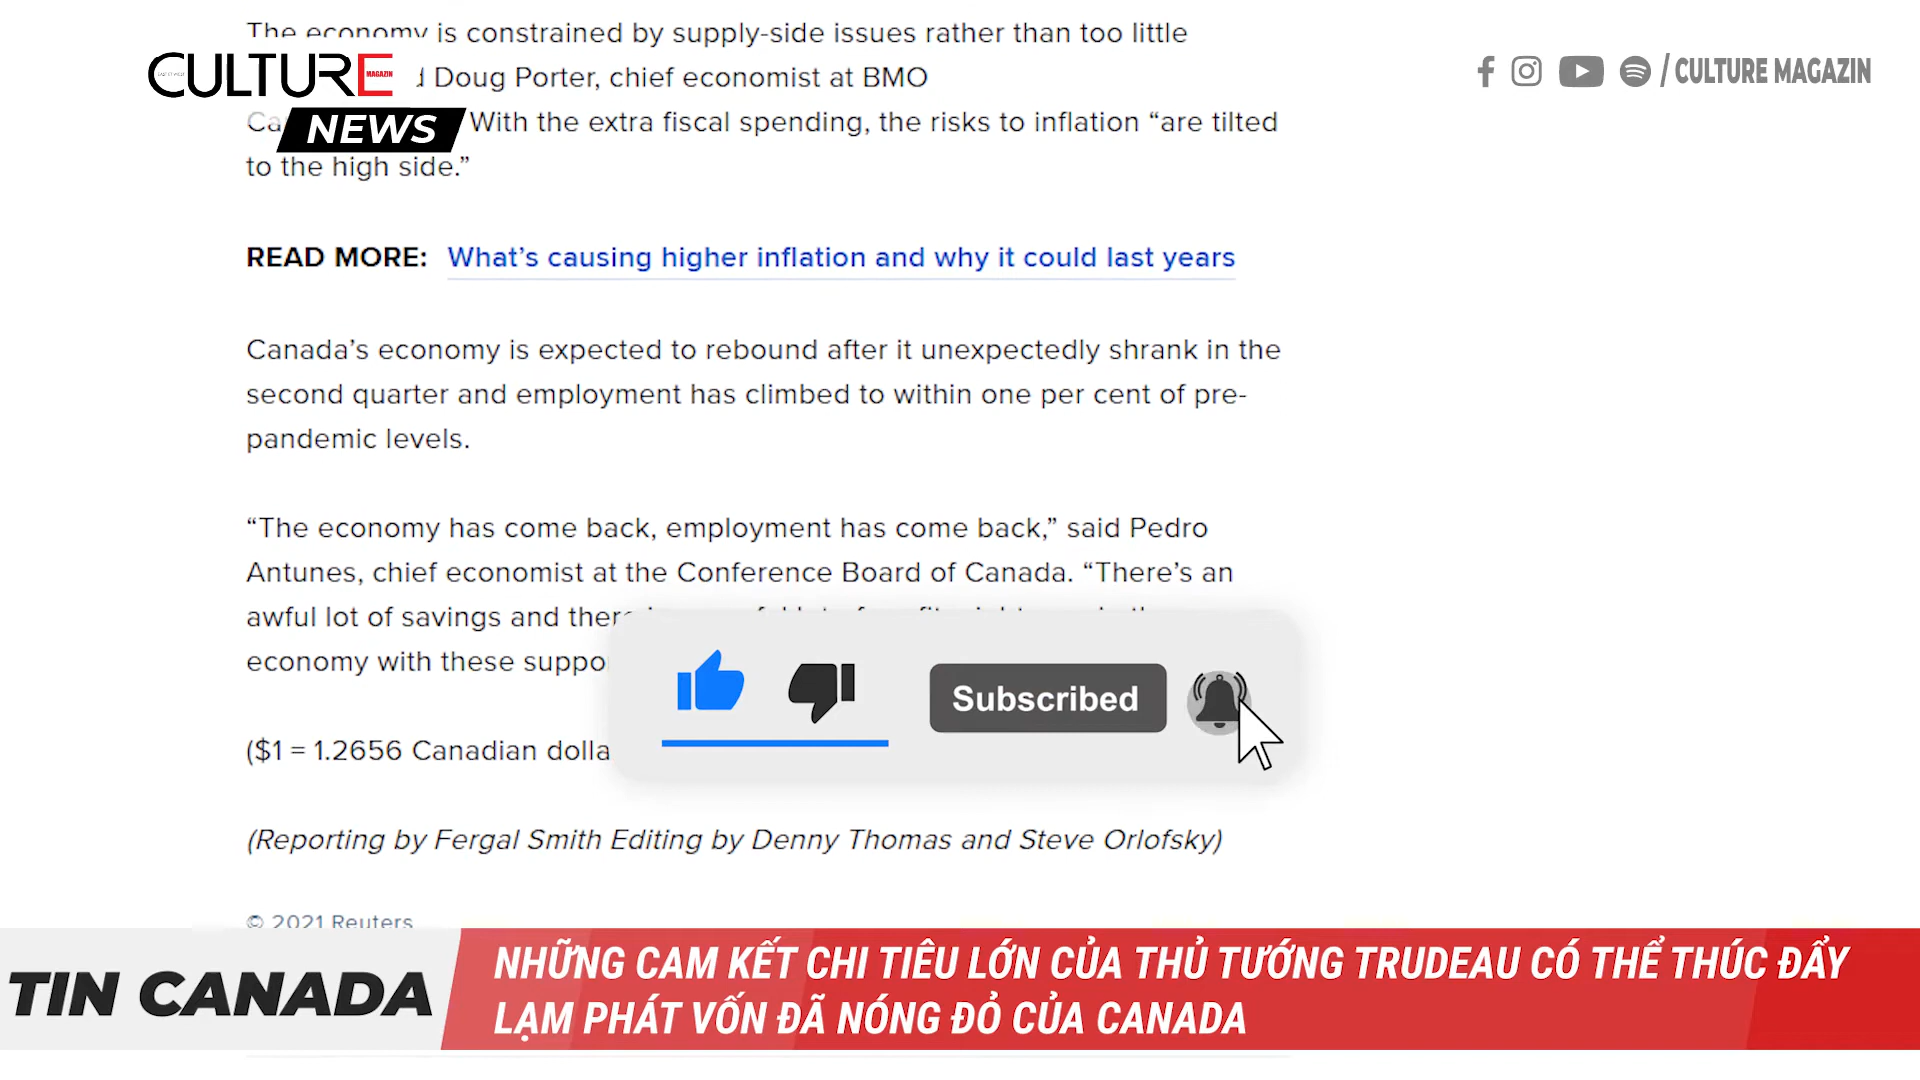 The economy is constrained by supply-side issues rather than too little
Doug Porter, chief economist at BMO
With the extra fiscal spending, the risks to inflation “are tilted
to the high side.”
CULTURE
MAGAZIN
NEWS
/ CULTURE MAGAZIN
READ MORE: What’s causing higher inflation and why it could last years
Canada’s economy is expected to rebound after it unexpectedly shrank in the
second quarter and employment has climbed to within one per cent of pre-
pandemic levels.
“The economy has come back, employment has come back,” said Pedro
Antunes, chief economist at the Conference Board of Canada. “There’s an
awful lot of savings and
economy with these
Subscribed
($1 = 1.2656 Canadian
(Reporting by Fergal Smith Editing by Denny Thomas and Steve Orlofsky)
© 2021 Reuters
TIN CANADA
NHỮNG CAM KẾT CHI TIÊU LỚN CỦA THỦ TƯỚNG TRUDEAU CÓ THỂ THÚC ĐẨY
LẠM PHÁT VỐN ĐÃ NÓNG ĐỎ CỦA CANADA